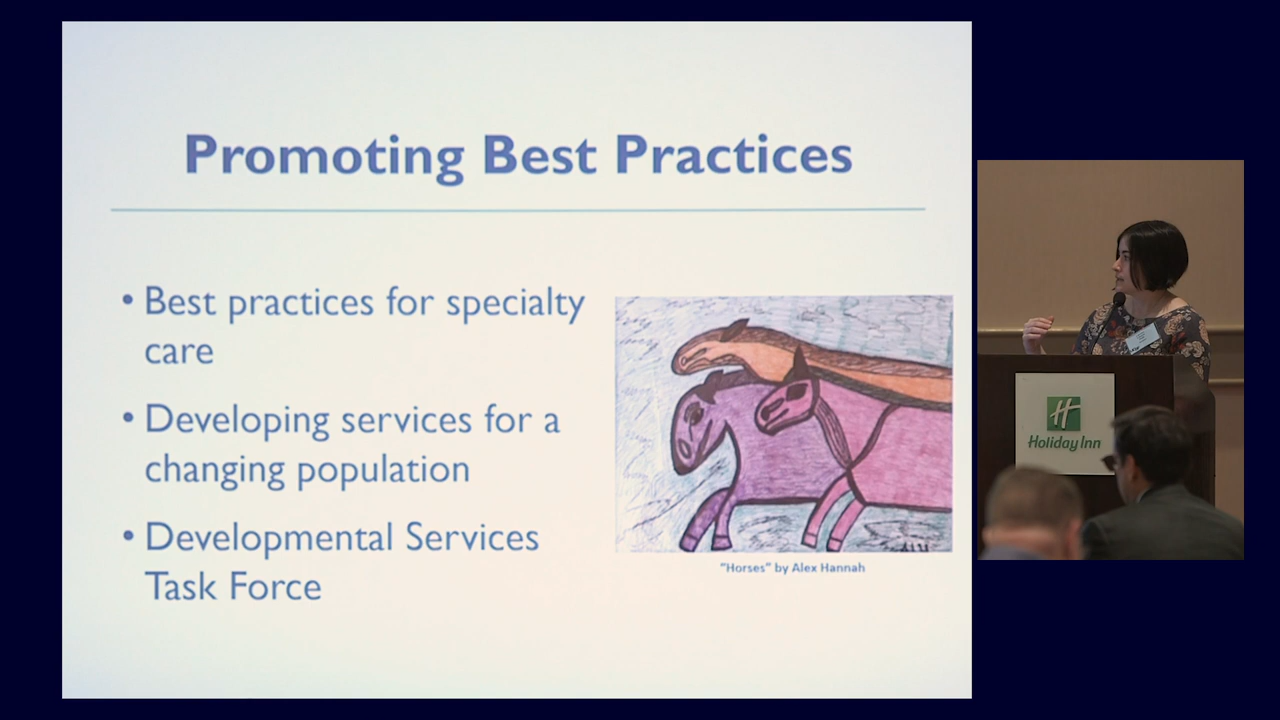 Promoting Best Practices
• Best practices for specialty
care
• Developing services for a
changing population
• Developmental Services
Task Force
"Horses" by Alex Hannah
H
Holiday Inn